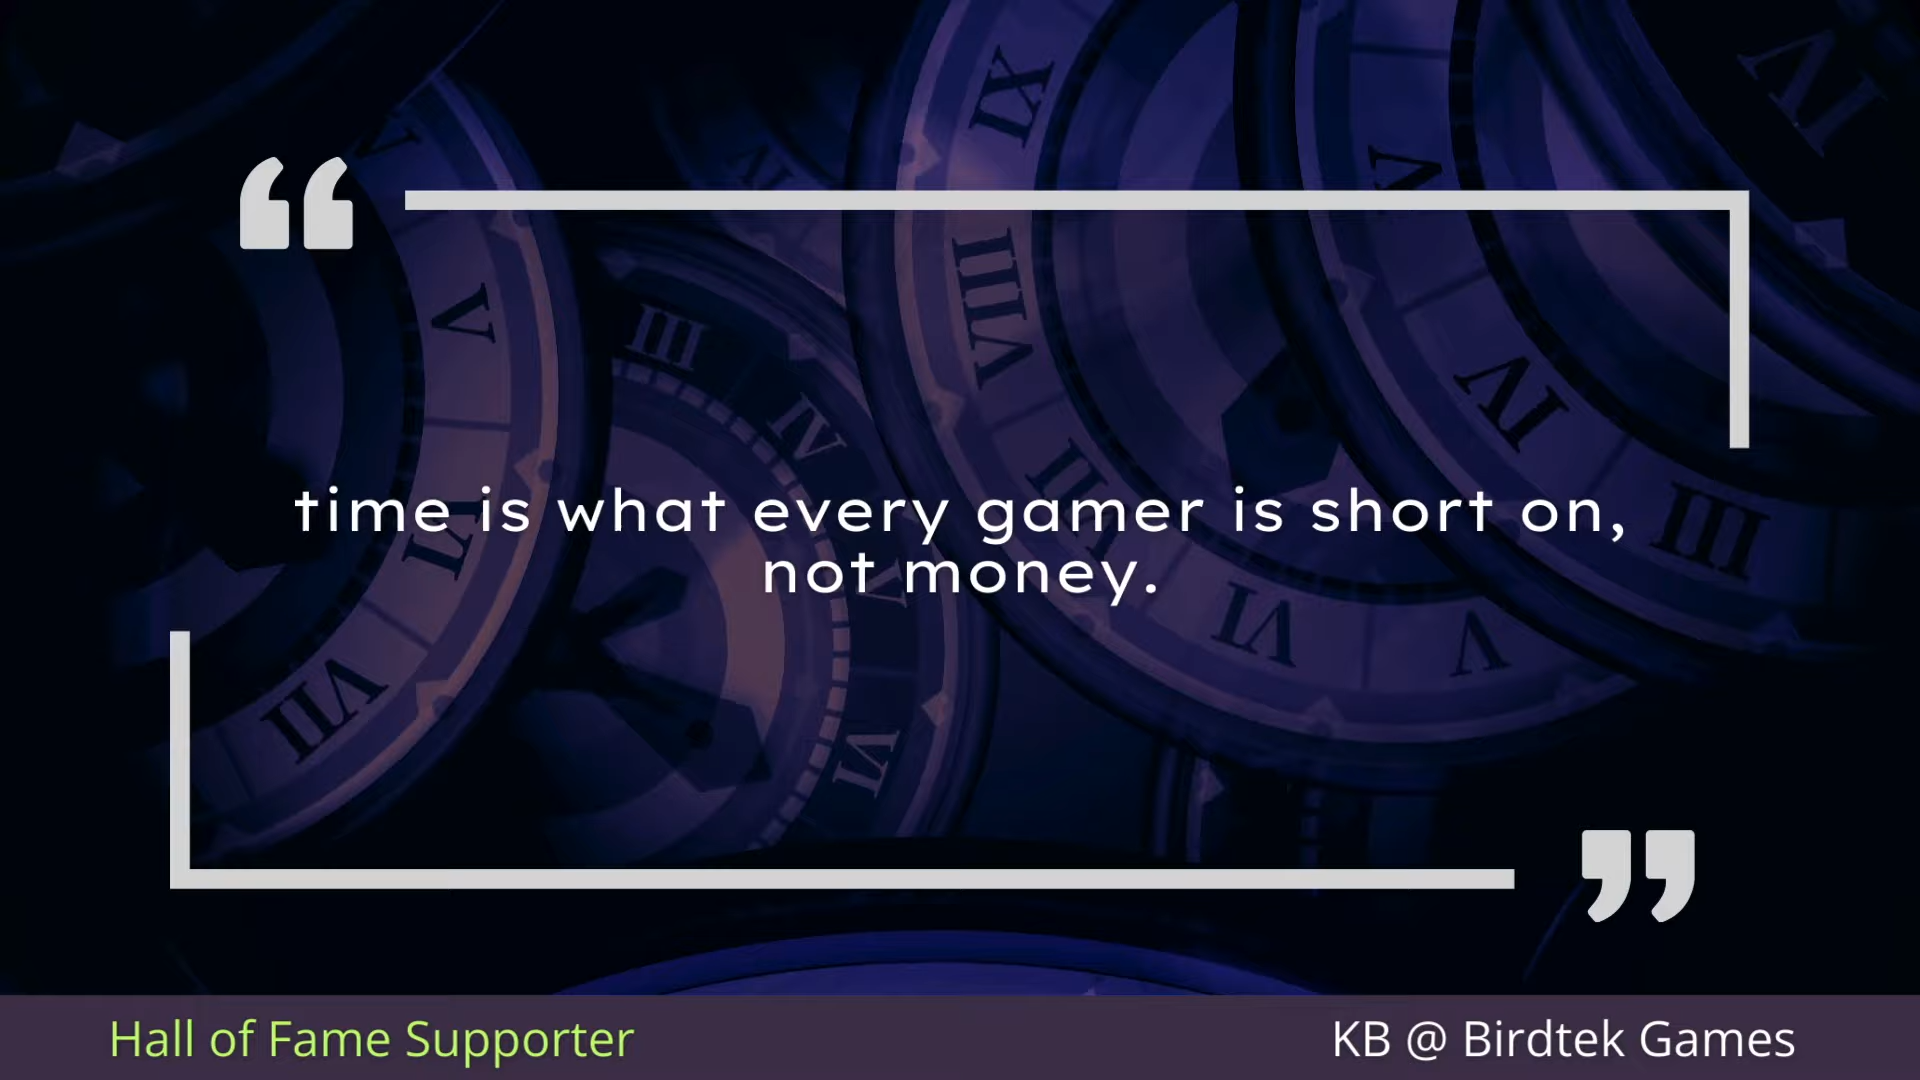 “
time is what every gamer is short on,
not money.
”
Hall of Fame Supporter
KB @ Birdtek Games